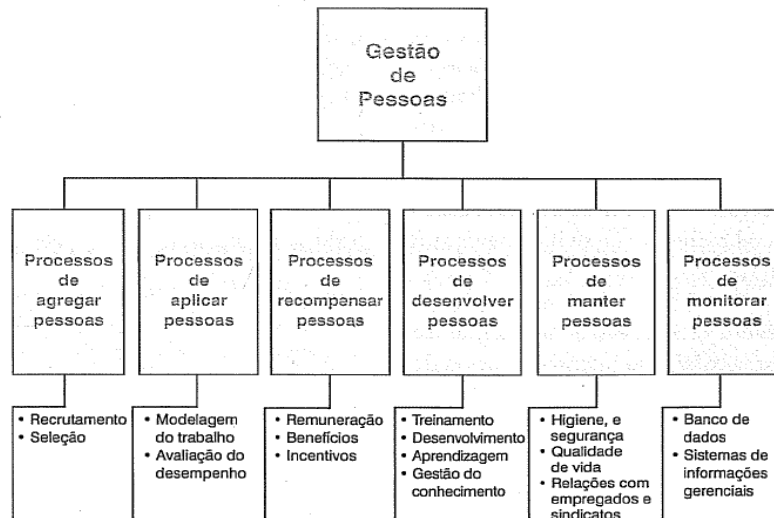 Gestão
de
Pessoas
Processos
de
agregar
pessoas
Processos
de
aplicar
pessoas
Processos
de
recompensar
pessoas
Processos
de
desenvolver
pessoas
Processos
de
manter
pessoas
Processos
de
monitorar
pessoas
• Recrutamento
• Seleção
• Modelagem
do trabalho
• Avaliação do
desempenho
• Remuneração
• Benefícios
• Incentivos
• Treinamento
• Desenvolvimento
• Aprendizagem
• Gestão do
conhecimento
• Higiene, e
segurança
• Qualidade
de vida
• Relações com
empregados e
sindicatos
• Banco de
dados
• Sistemas de
informações
gerenciais